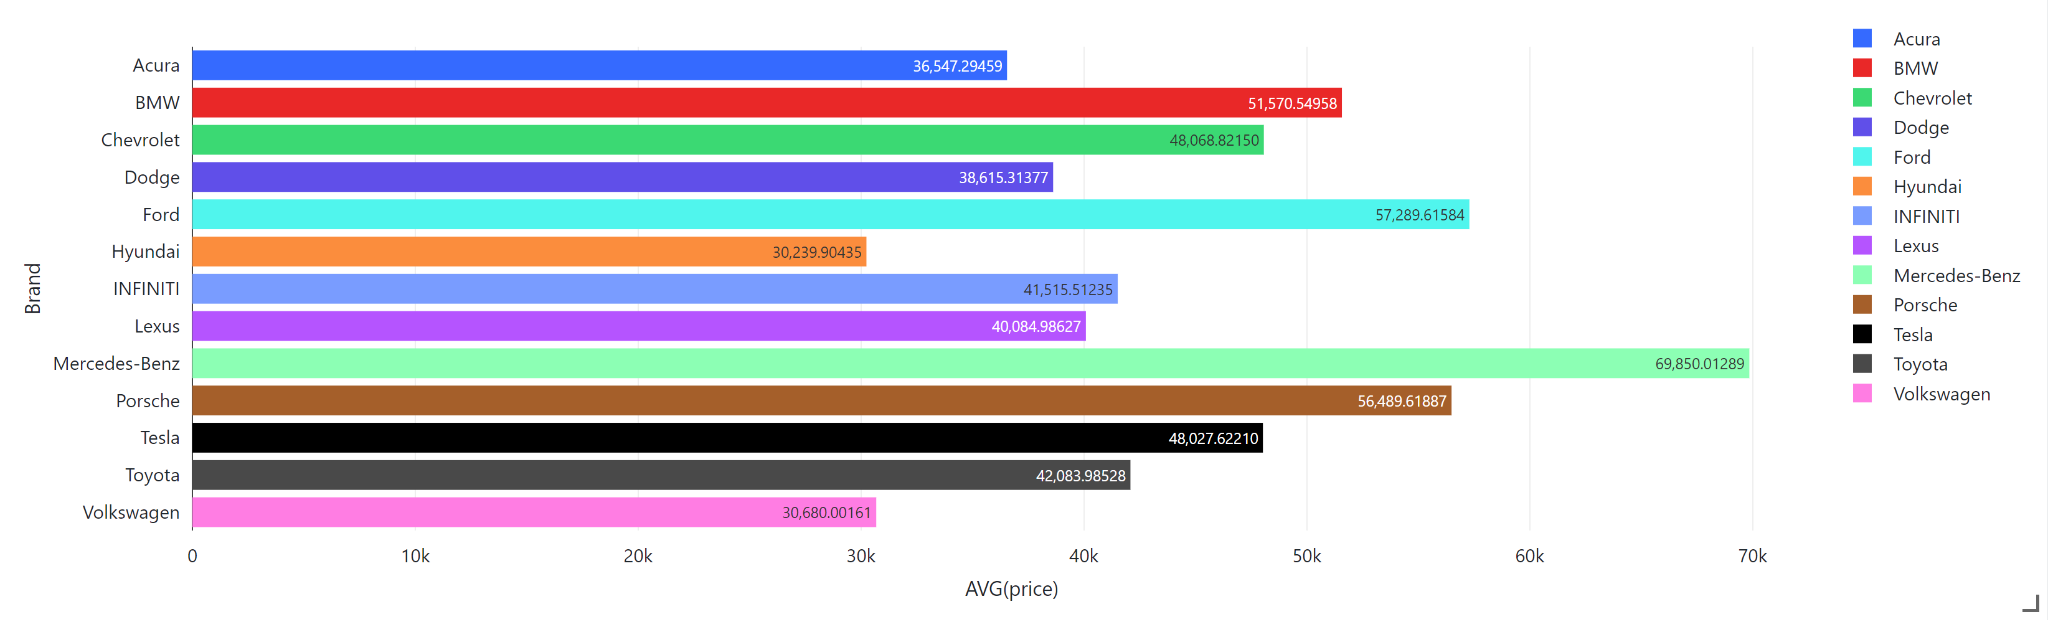 Acura 36,547.29459
BMW 51,570.54958
Chevrolet 48,068.82150
Dodge 38,615.31377
Ford 57,289.61584
Hyundai 30,239.90435
INFINITI 41,515.51235
Lexus 40,084.98627
Mercedes-Benz 69,850.01289
Porsche 56,489.61887
Tesla 48,027.62210
Toyota 42,083.98528
Volkswagen 30,680.00161
Brand
0 10k 20k 30k 40k 50k 60k 70k
AVG(price)
Acura
BMW
Chevrolet
Dodge
Ford
Hyundai
INFINITI
Lexus
Mercedes-Benz
Porsche
Tesla
Toyota
Volkswagen